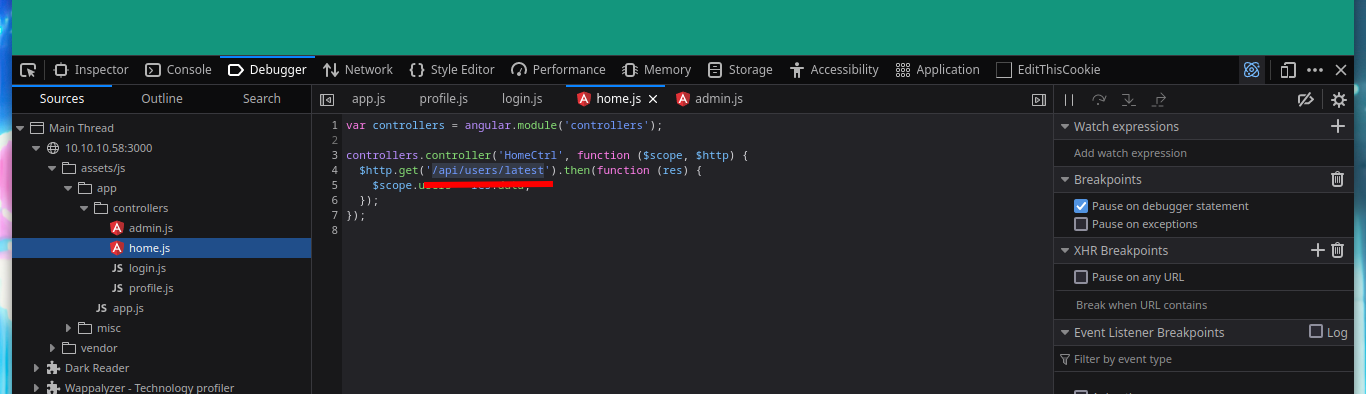 Inspector Console Debugger Network Style Editor Performance Memory Storage Accessibility Application EditThisCookie
Sources Outline Search
app.js profile.js login.js home.js admin.js
Main Thread
10.10.10.58:3000
assets/js
app
controllers
admin.js
home.js
login.js
profile.js
app.js
misc
vendor
Dark Reader
Wappalyzer - Technology profiler
1 var controllers = angular.module('controllers');
2
3 controllers.controller('HomeCtrl', function ($scope, $http) {
4 $http.get('/api/users/latest').then(function (res) {
5 $scope.
6 });
7 });
8
Watch expressions
Add watch expression
Breakpoints
Pause on debugger statement
Pause on exceptions
XHR Breakpoints
Pause on any URL
Break when URL contains
Event Listener Breakpoints Log
Filter by event type